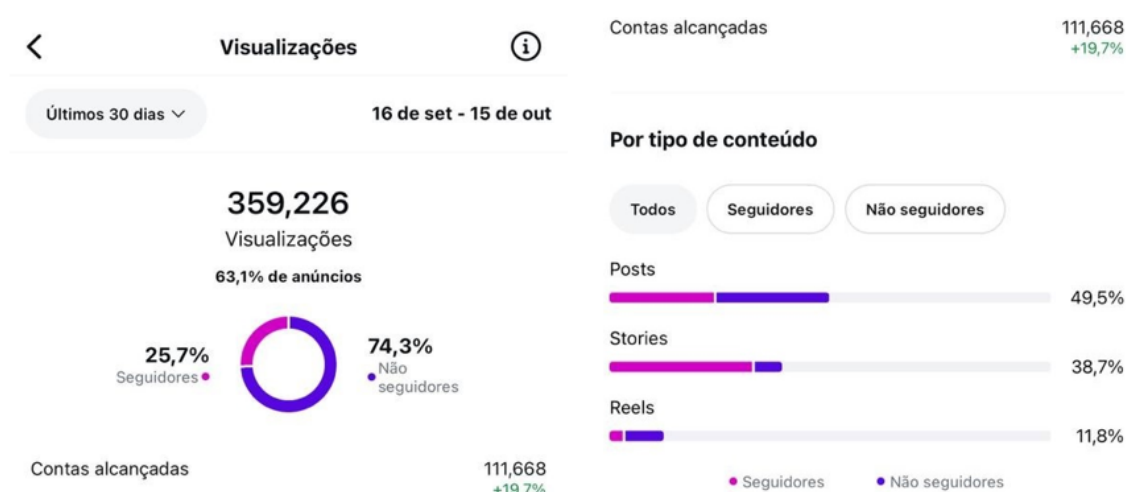 Visualizações
Últimos 30 dias
16 de set - 15 de out
359,226
Visualizações
63,1% de anúncios
25,7%
Seguidores
74,3%
Não
seguidores
Contas alcançadas
111,668
+19,7%
Contas alcançadas
111,668
+19,7%
Por tipo de conteúdo
Todos
Seguidores
Não seguidores
Posts
49,5%
Stories
38,7%
Reels
11,8%
Seguidores
Não seguidores